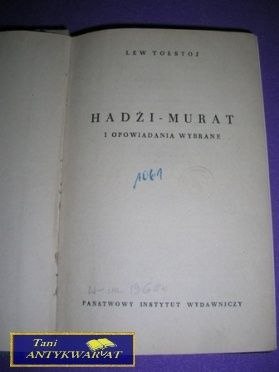 LEW TOŁSTOJ
HADŻI-MURAT
I OPOWIADANIA WYBRANE
1061
PAŃSTWOWY INSTYTUT WYDAWNICZY
Tani
ANTYKWARIAT